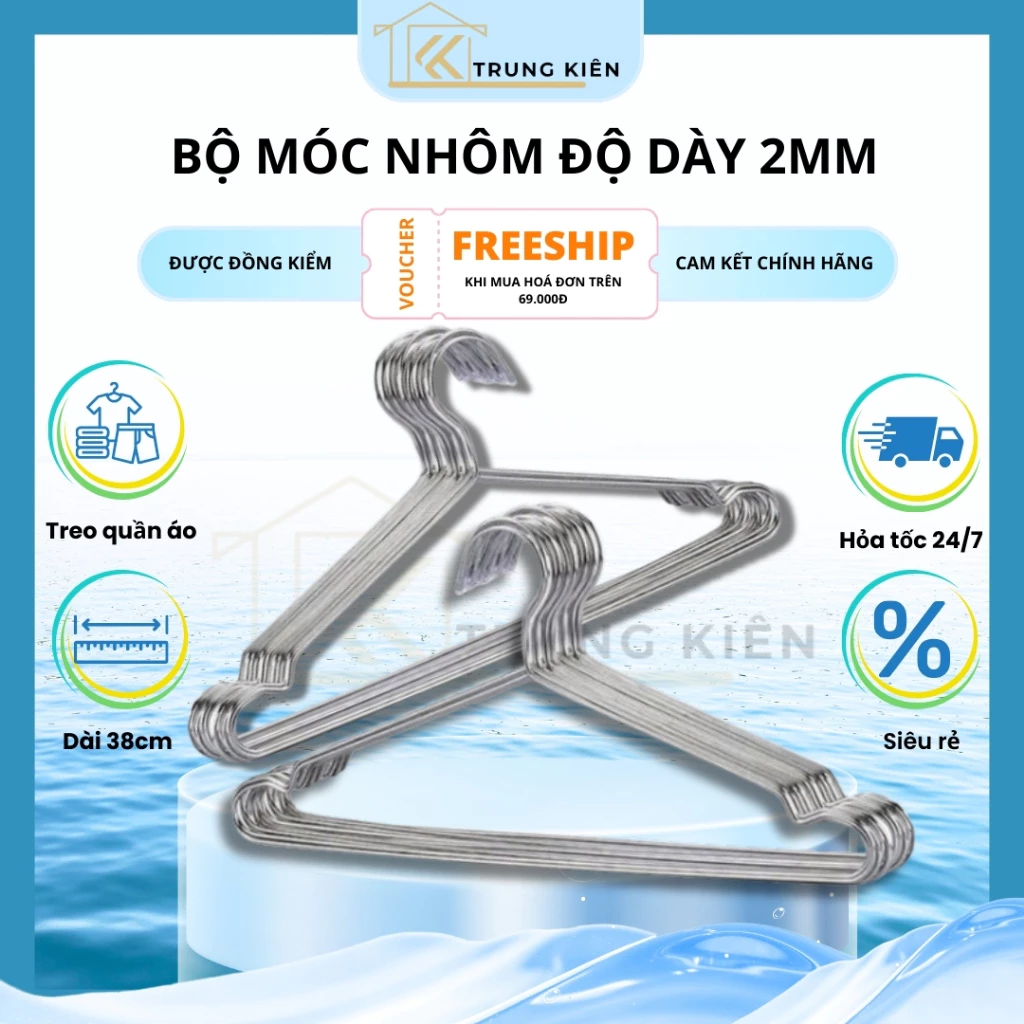 TRUNG KIÊN
BỘ MÓC NHÔM ĐỘ DÀY 2MM
ĐƯỢC ĐỒNG KIỂM
VOUCHER
FREESHIP
KHI MUA HOÁ ĐƠN TRÊN
69.000Đ
CAM KẾT CHÍNH HÃNG
Treo quần áo
Hỏa tốc 24/7
TRUNG KIÊN
%
Dài 38cm
Siêu rẻ